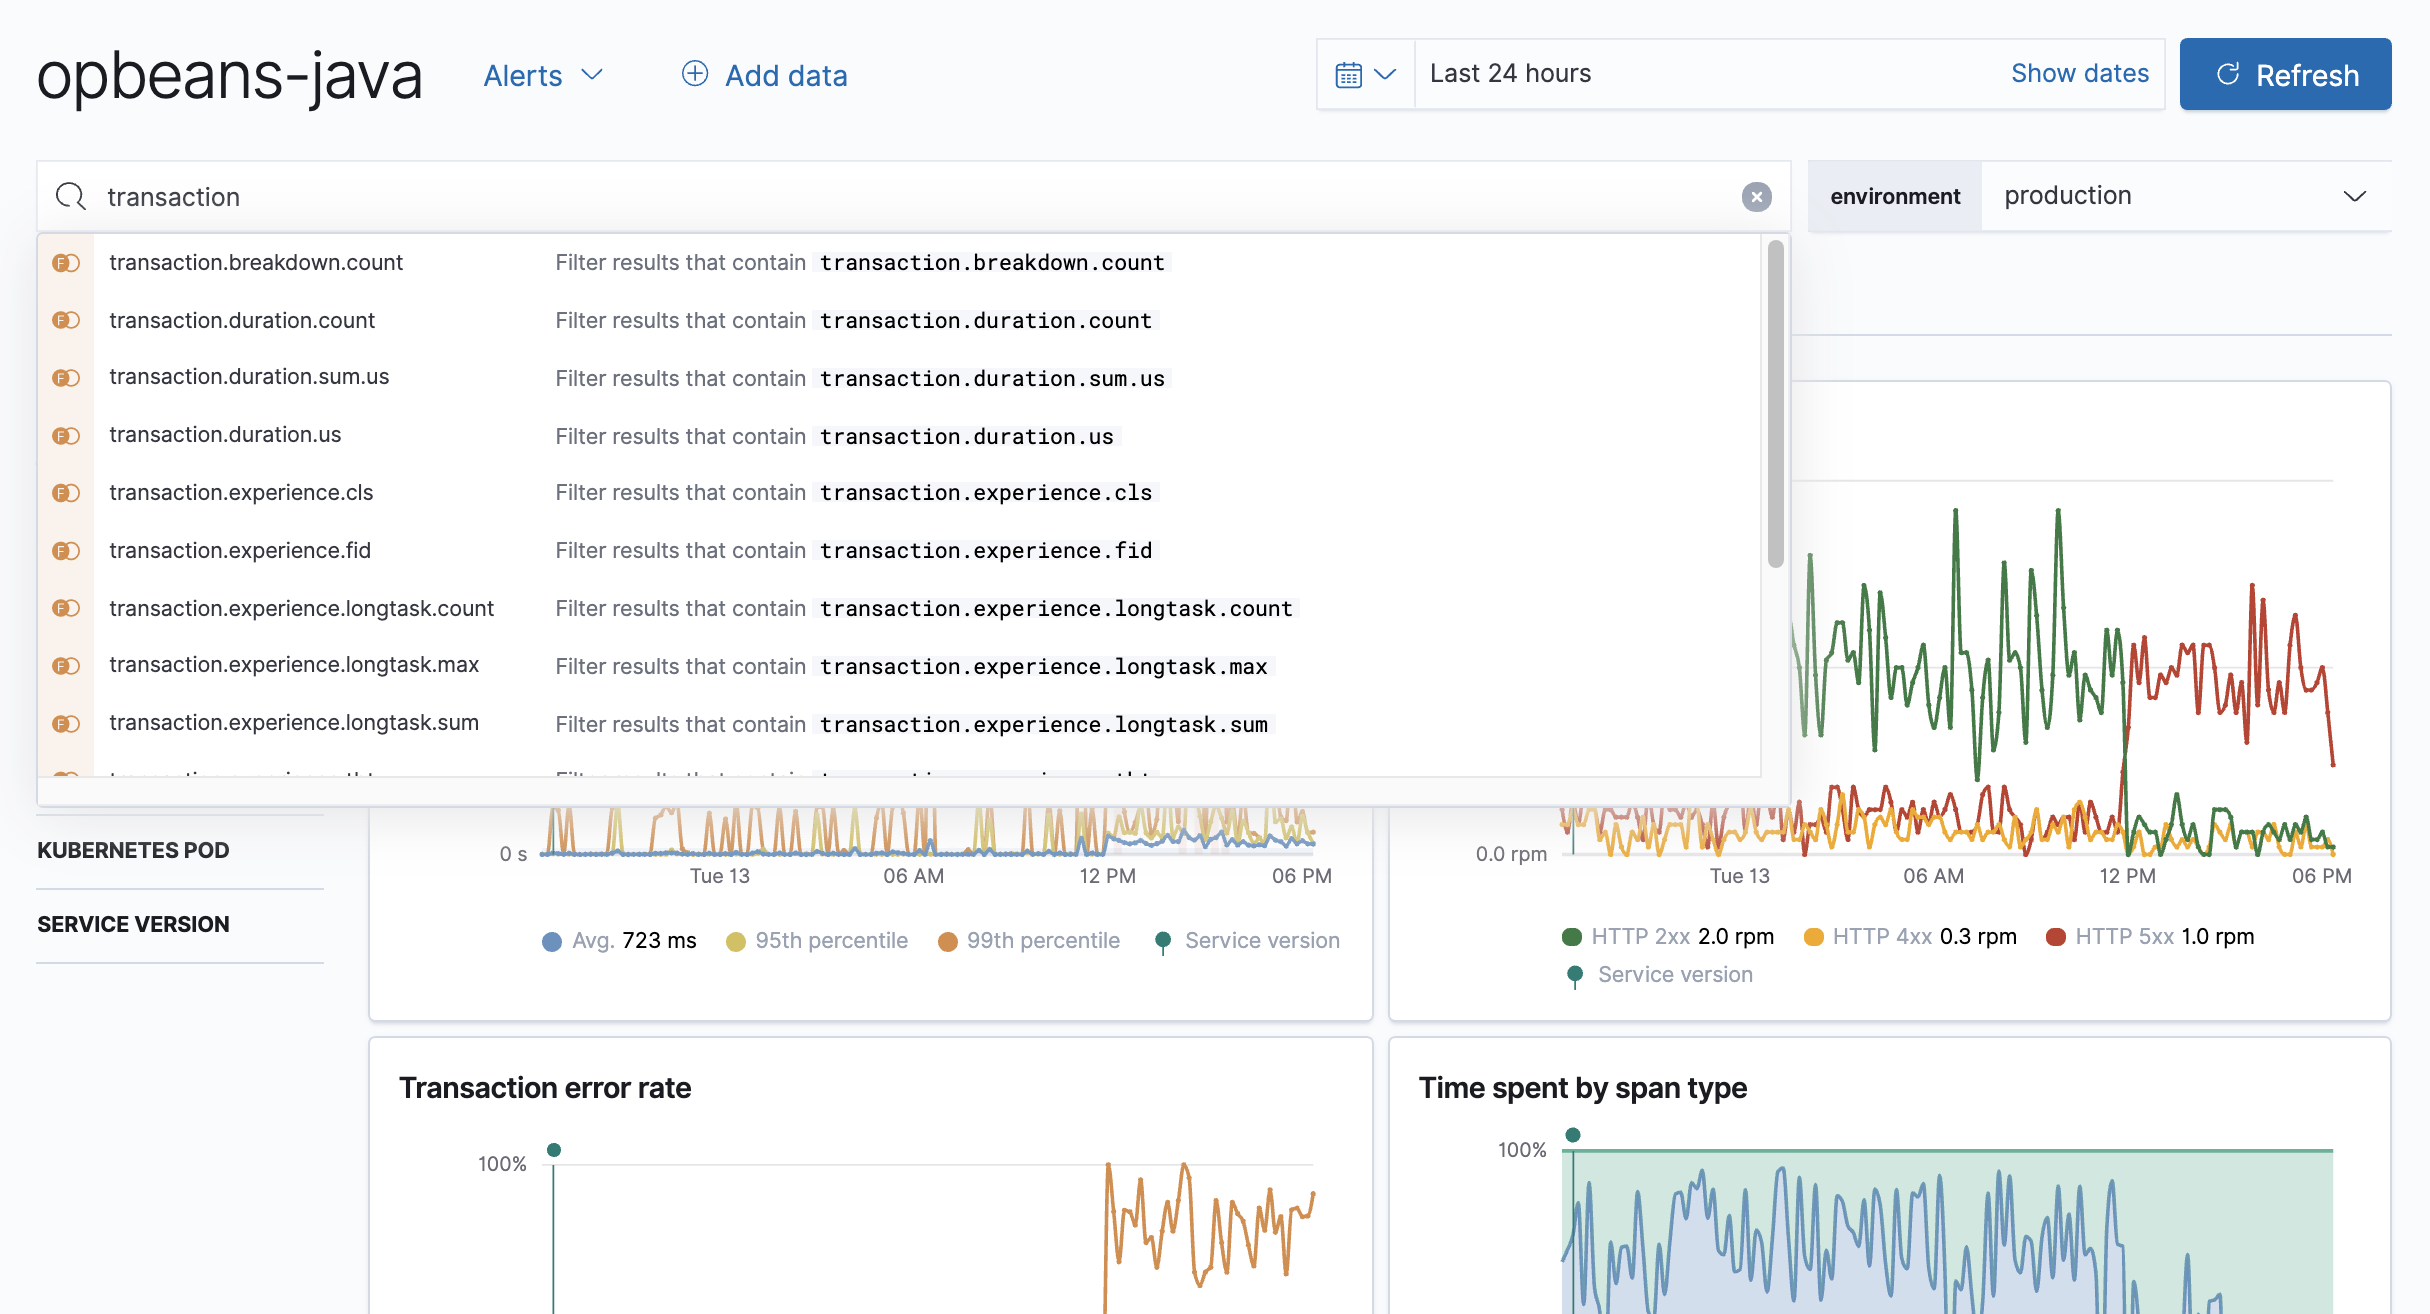 opbeans-java Alerts Add data Last 24 hours Show dates Refresh
transaction environment production
transaction.breakdown.count Filter results that contain transaction.breakdown.count
transaction.duration.count Filter results that contain transaction.duration.count
transaction.duration.sum.us Filter results that contain transaction.duration.sum.us
transaction.duration.us Filter results that contain transaction.duration.us
transaction.experience.cls Filter results that contain transaction.experience.cls
transaction.experience.fid Filter results that contain transaction.experience.fid
transaction.experience.longtask.count Filter results that contain transaction.experience.longtask.count
transaction.experience.longtask.max Filter results that contain transaction.experience.longtask.max
transaction.experience.longtask.sum Filter results that contain transaction.experience.longtask.sum
KUBERNETES POD
SERVICE VERSION
0 s
Tue 13 06 AM 12 PM 06 PM
Avg. 723 ms 95th percentile 99th percentile Service version
0.0 rpm
Tue 13 06 AM 12 PM 06 PM
HTTP 2xx 2.0 rpm HTTP 4xx 0.3 rpm HTTP 5xx 1.0 rpm
Service version
Transaction error rate
100%
Time spent by span type
100%